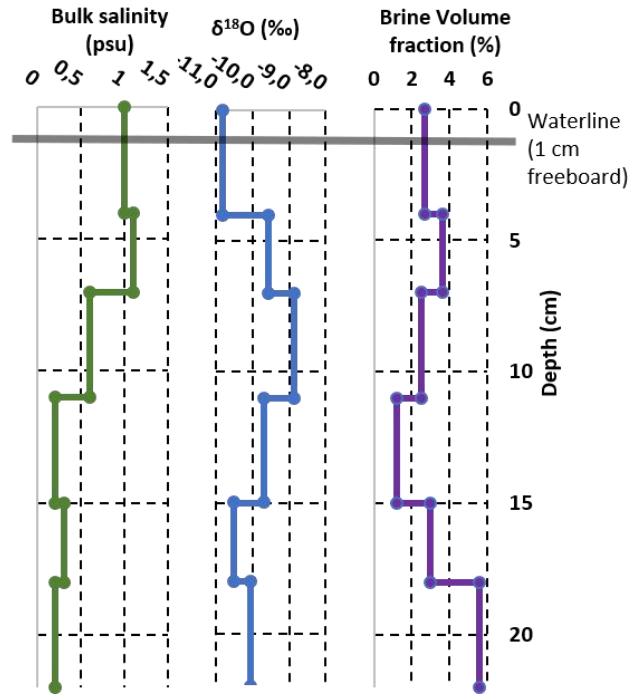 Bulk salinity
(psu)
0
0,5
1
1,5
δ¹⁸O (‰)
-11,0
-10,0
-9,0
-8,0
Brine Volume
fraction (%)
0 2 4 6
0
5
10
15
20
Depth (cm)
Waterline
(1 cm
freeboard)